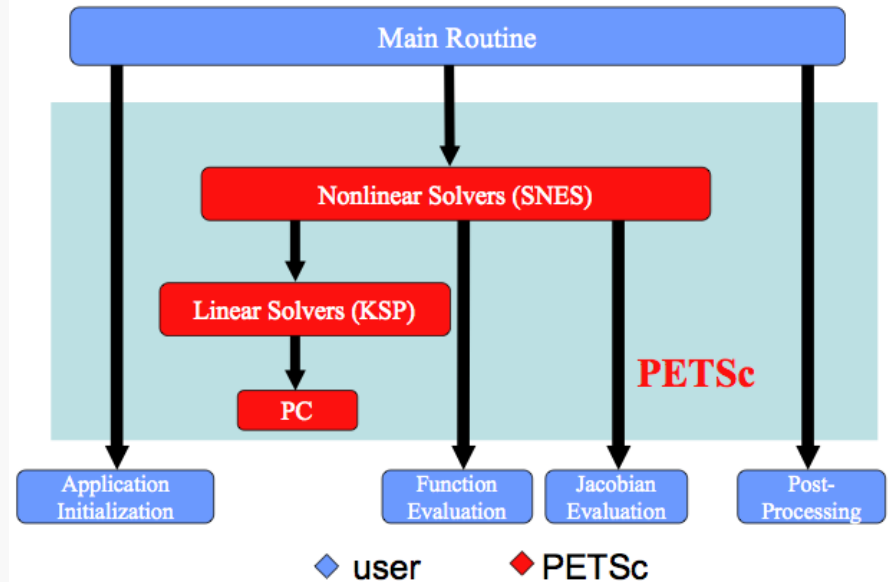 Main Routine
Nonlinear Solvers (SNES)
Linear Solvers (KSP)
PETSc
PC
Application
Initialization
Function
Evaluation
Jacobian
Evaluation
Post-
Processing
user
PETSc